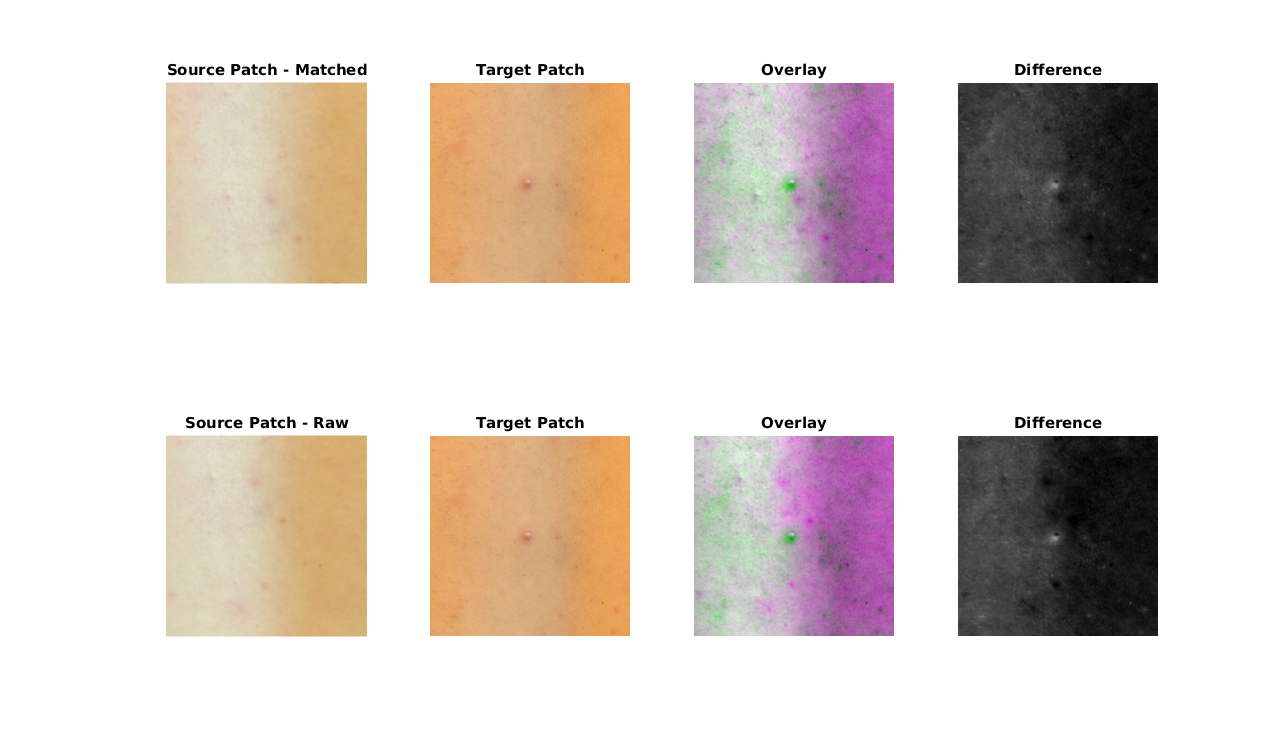 Source Patch - Matched
Target Patch
Overlay
Difference
Source Patch - Raw
Target Patch
Overlay
Difference